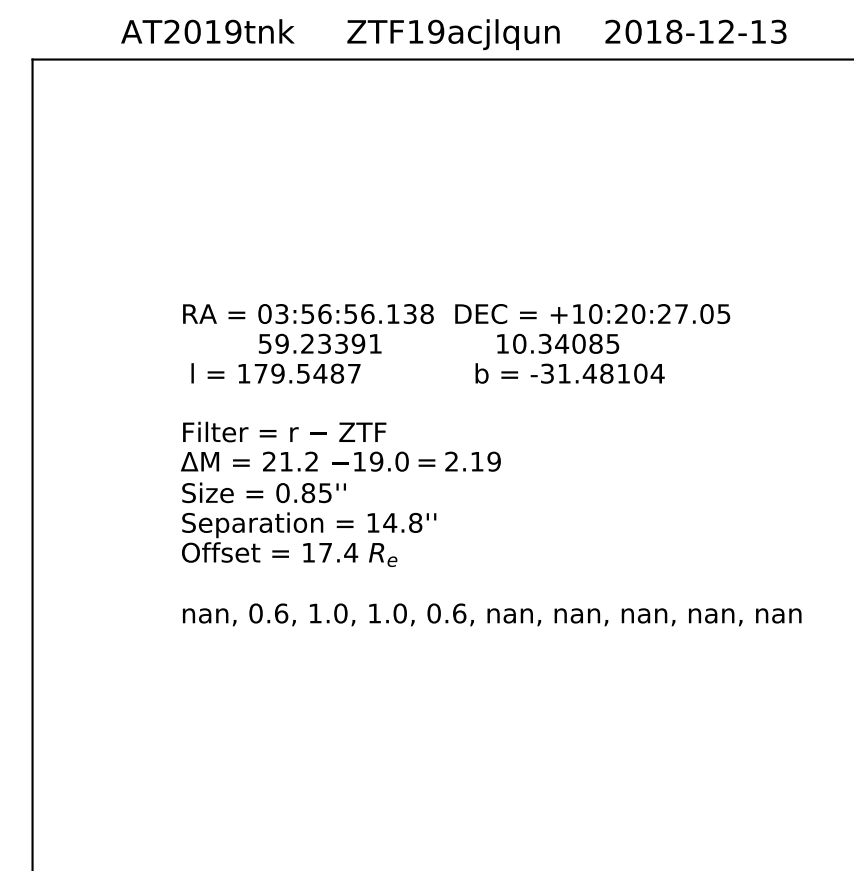 AT2019tnk ZTF19acjlqun 2018-12-13
RA = 03:56:56.138 DEC = +10:20:27.05
59.23391 10.34085
l = 179.5487 b = -31.48104
Filter = r − ZTF
ΔM = 21.2 −19.0 = 2.19
Size = 0.85''
Separation = 14.8''
Offset = 17.4 Re
nan, 0.6, 1.0, 1.0, 0.6, nan, nan, nan, nan, nan